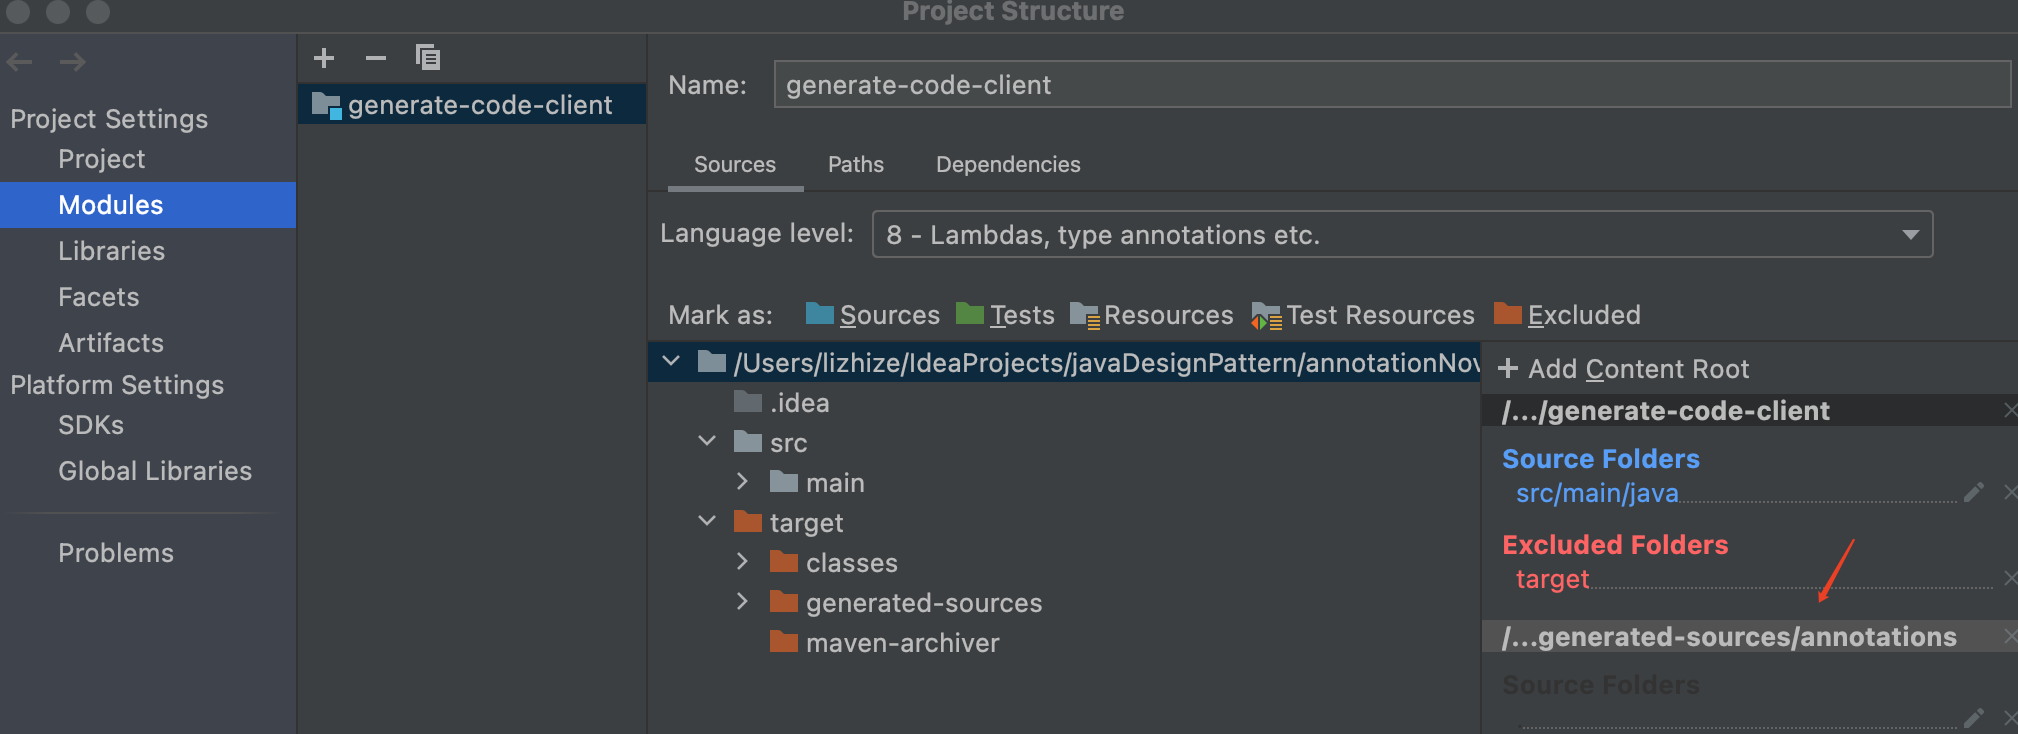 Project Structure
Project Settings
Project
Modules
Libraries
Facets
Artifacts
Platform Settings
SDKs
Global Libraries
Problems
generate-code-client
Name: generate-code-client
Sources Paths Dependencies
Language level: 8 - Lambdas, type annotations etc.
Mark as: Sources Tests Resources Test Resources Excluded
/Users/lizhize/IdeaProjects/javaDesignPattern/annotationNov
.idea
src
main
target
classes
generated-sources
maven-archiver
Add Content Root
/.../generate-code-client
Source Folders
src/main/java
Excluded Folders
target
/...generated-sources/annotations
Source Folders
.